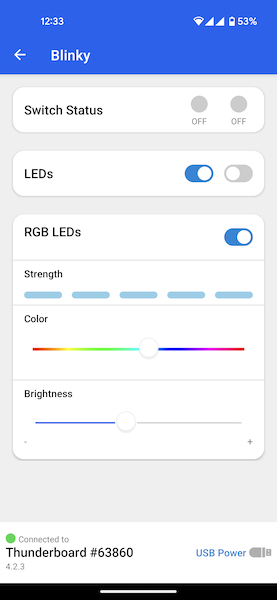 12:33
53%
Blinky
Switch Status
OFF OFF
LEDs
RGB LEDs
Strength
Color
Brightness
- +
Connected to
Thunderboard #63860
USB Power
4.2.3